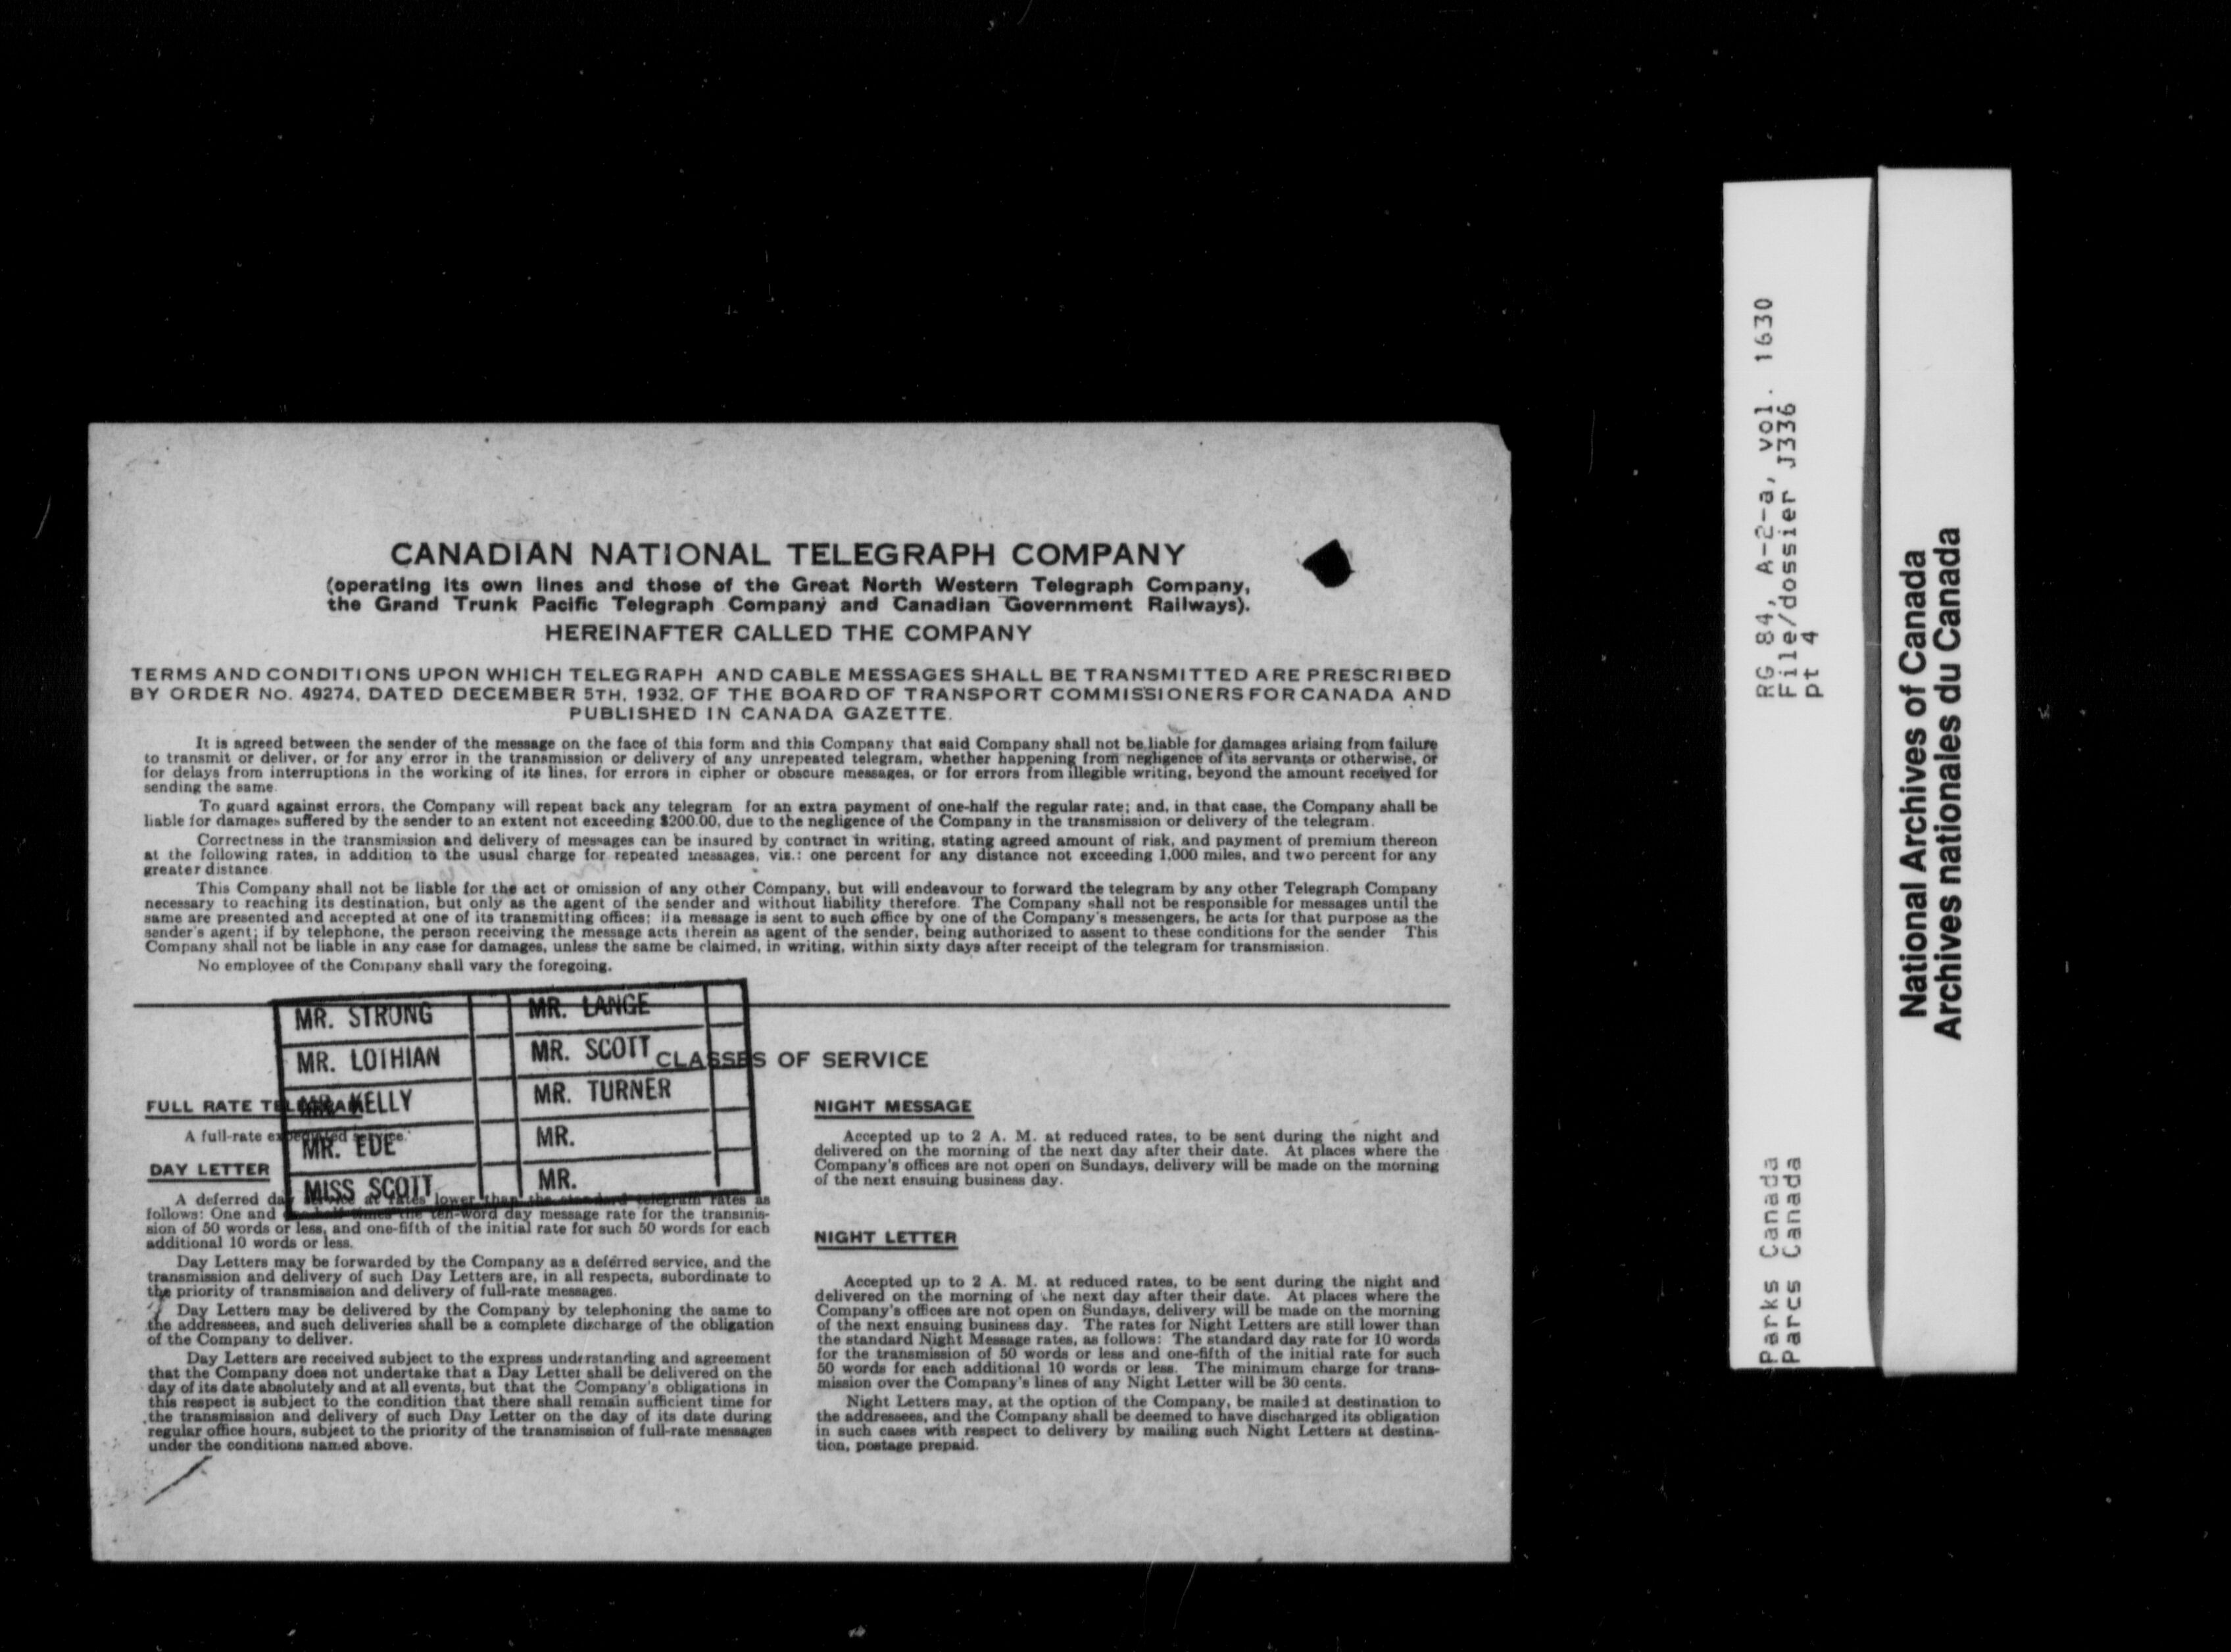 CANADIAN NATIONAL TELEGRAPH COMPANY
(operating its own lines and those of the Great North Western Telegraph Company,
the Grand Trunk Pacific Telegraph Company and Canadian Government Railways).
HEREINAFTER CALLED THE COMPANY
TERMS AND CONDITIONS UPON WHICH TELEGRAPH AND CABLE MESSAGES SHALL BE TRANSMITTED ARE PRESCRIBED
BY ORDER NO. 49274, DATED DECEMBER 5TH, 1932, OF THE BOARD OF TRANSPORT COMMISSIONERS FOR CANADA AND
PUBLISHED IN CANADA GAZETTE.
It is agreed between the sender of the message on the face of this form and this Company that said Company shall not be liable for damages arising from failure
to transmit or deliver, or for any error in the transmission or delivery of any unrepeated telegram, whether happening from negligence of its servants or otherwise, or
for delays from interruptions in the working of its lines, for errors in cipher or obscure messages, or for errors from illegible writing, beyond the amount received for
sending the same.
To guard against errors, the Company will repeat back any telegram for an extra payment of one-half the regular rate; and, in that case, the Company shall be
liable for damages suffered by the sender to an extent not exceeding $200.00, due to the negligence of the Company in the transmission or delivery of the telegram.
Correctness in the transmission and delivery of messages can be insured by contract in writing, stating agreed amount of risk, and payment of premium thereon
at the following rates, in addition to the usual charge for repeated messages, viz.: one percent for any distance not exceeding 1,000 miles, and two percent for any
greater distance.
This Company shall not be liable for the act or omission of any other Company, but will endeavour to forward the telegram by any other Telegraph Company
necessary to reaching its destination, but only as the agent of the sender and without liability therefore. The Company shall not be responsible for messages until the
same are presented and accepted at one of its transmitting offices; if a message is sent to such office by one of the Company's messengers, he acts for that purpose as the
sender's agent; if by telephone, the person receiving the message acts therein as agent of the sender, being authorized to assent to these conditions for the sender This
Company shall not be liable in any case for damages, unless the same be claimed, in writing, within sixty days after receipt of the telegram for transmission.
No employee of the Company shall vary the foregoing.
MR. STRONG MR. LANGE
MR. LOTHIAN MR. SCOTT
MR. KELLY MR. TURNER
MR. EDE MR.
MISS SCOTT MR.
CLASSES OF SERVICE
FULL RATE TELEGRAM
A full-rate expedited service.
DAY LETTER
A deferred day service at rates lower than the standard telegram rates as
follows: One and one-half times the ten-word day message rate for the transmis-
sion of 50 words or less, and one-fifth of the initial rate for such 50 words for each
additional 10 words or less.
Day Letters may be forwarded by the Company as a deferred service, and the
transmission and delivery of such Day Letters are, in all respects, subordinate to
the priority of transmission and delivery of full-rate messages.
Day Letters may be delivered by the Company by telephoning the same to
the addressees, and such deliveries shall be a complete discharge of the obligation
of the Company to deliver.
Day Letters are received subject to the express understanding and agreement
that the Company does not undertake that a Day Letter shall be delivered on the
day of its date absolutely and at all events, but that the Company's obligations in
this respect is subject to the condition that there shall remain sufficient time for
the transmission and delivery of such Day Letter on the day of its date during
regular office hours, subject to the priority of the transmission of full-rate messages
under the conditions named above.
NIGHT MESSAGE
Accepted up to 2 A. M. at reduced rates, to be sent during the night and
delivered on the morning of the next day after their date. At places where the
Company's offices are not open on Sundays, delivery will be made on the morning
of the next ensuing business day.
NIGHT LETTER
Accepted up to 2 A. M. at reduced rates, to be sent during the night and
delivered on the morning of the next day after their date. At places where the
Company's offices are not open on Sundays, delivery will be made on the morning
of the next ensuing business day. The rates for Night Letters are still lower than
the standard Night Message rates, as follows: The standard day rate for 10 words
for the transmission of 50 words or less and one-fifth of the initial rate for such
50 words for each additional 10 words or less. The minimum charge for trans-
mission over the Company's lines of any Night Letter will be 30 cents.
Night Letters may, at the option of the Company, be mailed at destination to
the addressees, and the Company shall be deemed to have discharged its obligation
in such cases with respect to delivery by mailing such Night Letters at destina-
tion, postage prepaid.
RG 84, A-2-a, vol. 1630
File/dossier J336
pt 4
Parks Canada
Parcs Canada
National Archives of Canada
Archives nationales du Canada